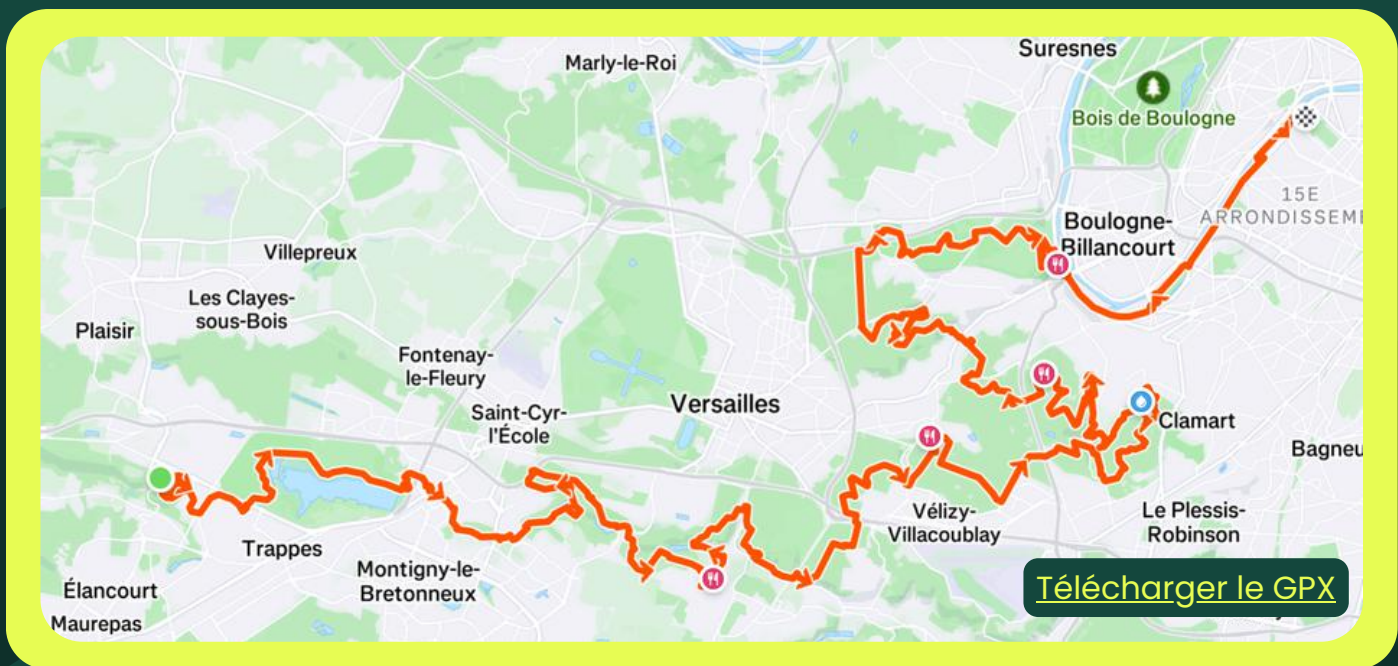 Suresnes
Marly-le-Roi
Bois de Boulogne
15E
ARRONDISSEME
Boulogne-
Billancourt
Villepreux
Les Clayes-
sous-Bois
Plaisir
Fontenay-
le-Fleury
Versailles
Saint-Cyr-
l'École
Clamart
Bagneu
Vélizy-
Villacoublay
Le Plessis-
Robinson
Trappes
Montigny-le-
Bretonneux
Élancourt
Maurepas
Télécharger le GPX